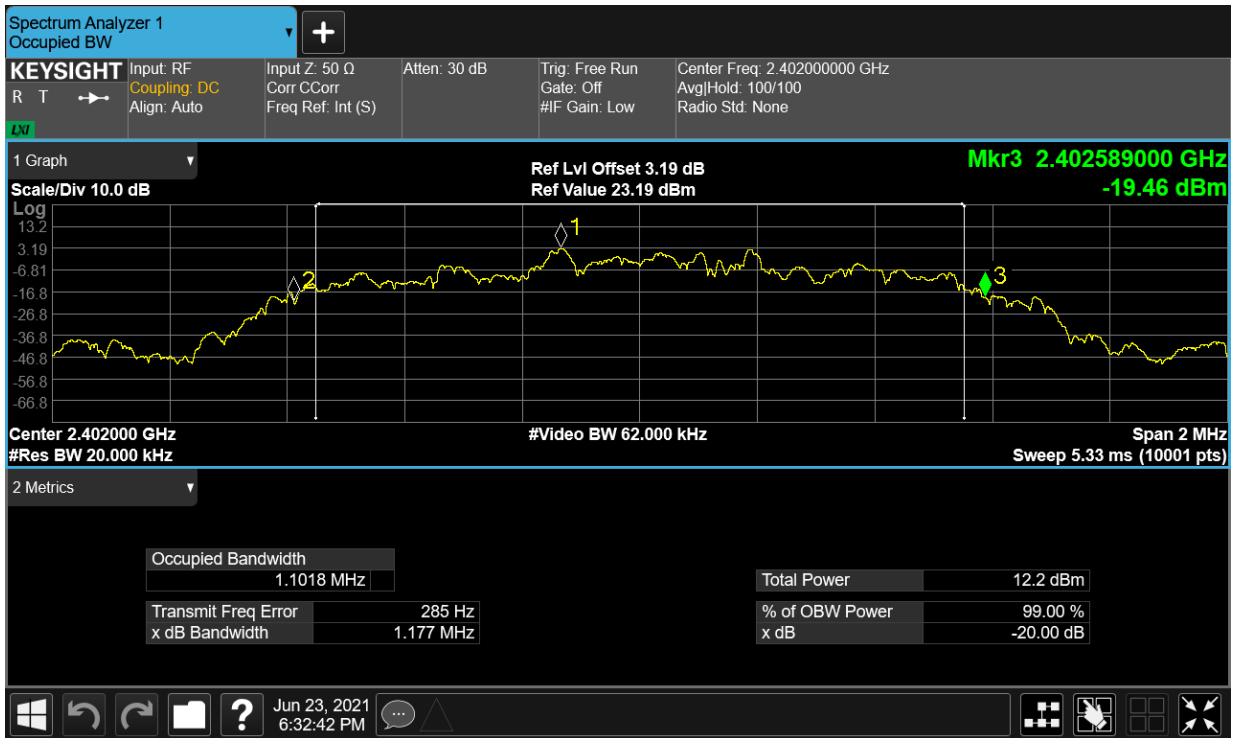 Spectrum Analyzer 1
Occupied BW
KEYSIGHT
R T
LXI
Input: RF
Coupling: DC
Align: Auto
Input Z: 50 Ω
Corr CCorr
Freq Ref: Int (S)
Atten: 30 dB
Trig: Free Run
Gate: Off
#IF Gain: Low
Center Freq: 2.402000000 GHz
Avg|Hold: 100/100
Radio Std: None
1 Graph
Scale/Div 10.0 dB
Ref Lvl Offset 3.19 dB
Ref Value 23.19 dBm
Mkr3 2.402589000 GHz
-19.46 dBm
Log
13.2
3.19
-6.81
-16.8
-26.8
-36.8
-46.8
-56.8
-66.8
1
2
3
Center 2.402000 GHz
#Video BW 62.000 kHz
Span 2 MHz
#Res BW 20.000 kHz
Sweep 5.33 ms (10001 pts)
2 Metrics
Occupied Bandwidth
1.1018 MHz
Transmit Freq Error 285 Hz
x dB Bandwidth 1.177 MHz
Total Power 12.2 dBm
% of OBW Power 99.00 %
x dB -20.00 dB
?
Jun 23, 2021
6:32:42 PM